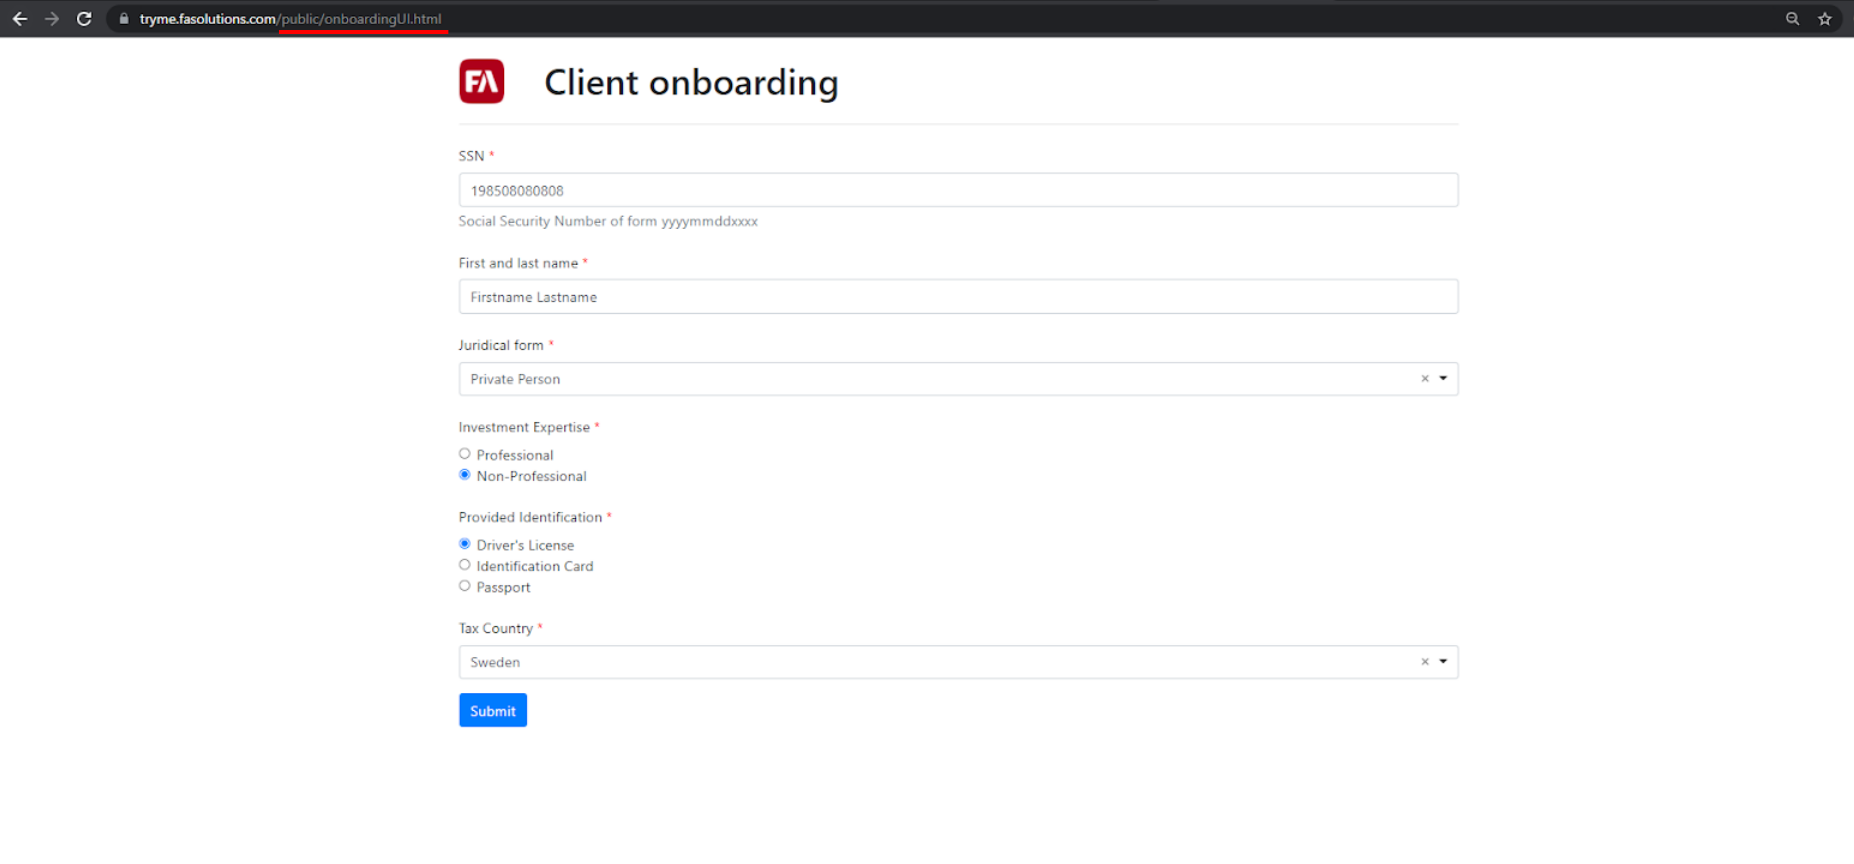 tryme.fasolutions.com/public/onboardingUI.html
FA Client onboarding
SSN *
198508080808
Social Security Number of form yyyymmddxxxx
First and last name *
Firstname Lastname
Juridical form *
Private Person
Investment Expertise *
Professional
Non-Professional
Provided Identification *
Driver's License
Identification Card
Passport
Tax Country *
Sweden
Submit